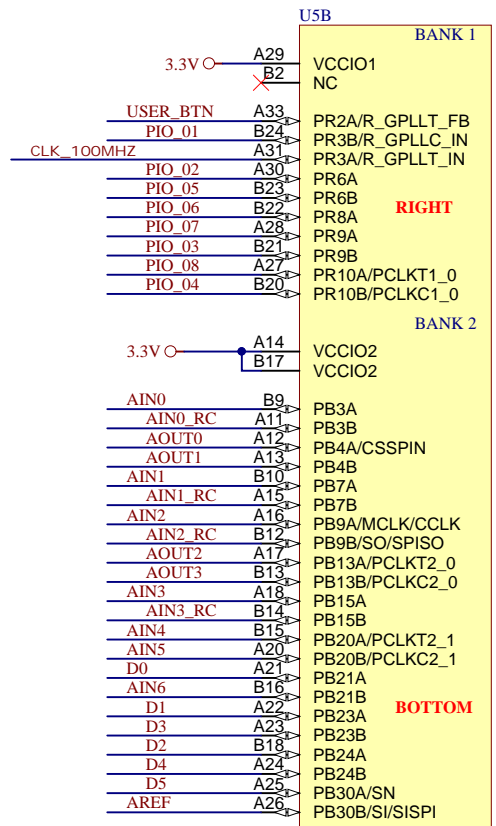 U5B
BANK 1
3.3V A29 VCCIO1
B2 NC
USER_BTN A33 PR2A/R_GPLLT_FB
PIO_01 B24 PR3B/R_GPLLC_IN
CLK_100MHZ A31 PR3A/R_GPLLT_IN
PIO_02 A30 PR6A
PIO_05 B23 PR6B
PIO_06 B22 PR8A
RIGHT
PIO_07 A28 PR9A
PIO_03 B21 PR9B
PIO_08 A27 PR10A/PCLKT1_0
PIO_04 B20 PR10B/PCLKC1_0
BANK 2
3.3V A14 VCCIO2
B17 VCCIO2
AIN0 B9 PB3A
AIN0_RC A11 PB3B
AOUT0 A12 PB4A/CSSPIN
AOUT1 A13 PB4B
AIN1 B10 PB7A
AIN1_RC A15 PB7B
AIN2 A16 PB9A/MCLK/CCLK
AIN2_RC B12 PB9B/SO/SPISO
AOUT2 A17 PB13A/PCLKT2_0
AOUT3 B13 PB13B/PCLKC2_0
AIN3 A18 PB15A
AIN3_RC B14 PB15B
AIN4 B15 PB20A/PCLKT2_1
AIN5 A20 PB20B/PCLKC2_1
D0 A21 PB21A
AIN6 B16 PB21B
BOTTOM
D1 A22 PB23A
D3 A23 PB23B
D2 B18 PB24A
D4 A24 PB24B
D5 A25 PB30A/SN
AREF A26 PB30B/SI/SISPI